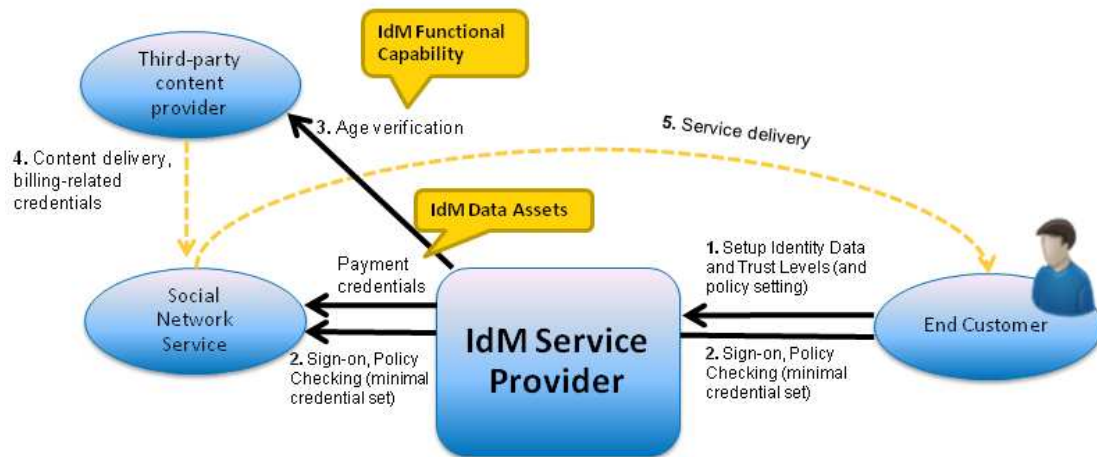 IdM Functional
Capability
Third-party
content
provider
3. Age verification
5. Service delivery
4. Content delivery,
billing-related
credentials
IdM Data Assets
1. Setup Identity Data
and Trust Levels (and
policy setting)
Payment
credentials
Social
Network
Service
IdM Service
Provider
End Customer
2. Sign-on, Policy
Checking (minimal
credential set)
2. Sign-on, Policy
Checking (minimal
credential set)